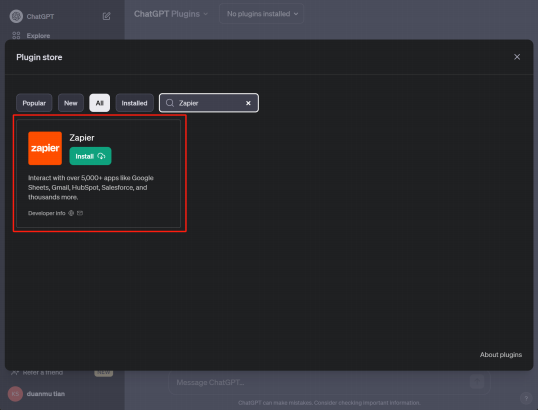 ChatGPT
ChatGPT Plugins
No plugins installed
Explore
Plugin store
Popular
New
All
Installed
Zapier
zapier
Zapier
Install
Interact with over 5,000+ apps like Google
Sheets, Gmail, HubSpot, Salesforce, and
thousands more.
Developer Info
About plugins
Refer a friend
NEW
Message ChatGPT...
duanmu tian
ChatGPT can make mistakes. Consider checking important information.
?